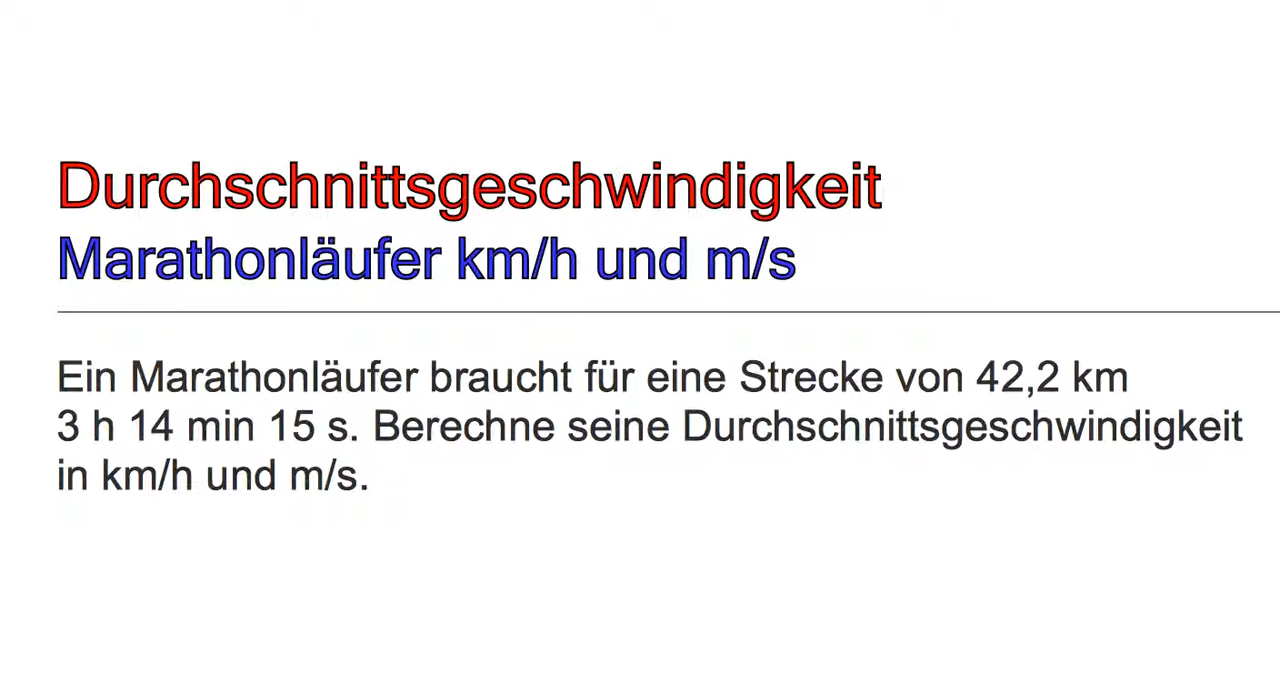 Durchschnittsgeschwindigkeit
Marathonläufer km/h und m/s
Ein Marathonläufer braucht für eine Strecke von 42,2 km
3 h 14 min 15 s. Berechne seine Durchschnittsgeschwindigkeit
in km/h und m/s.